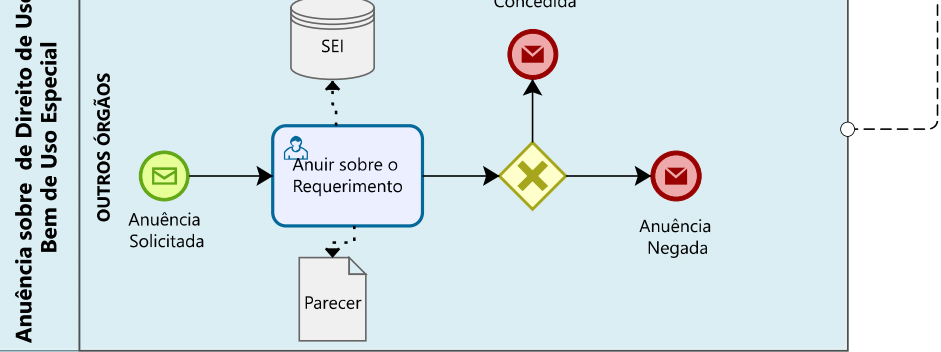 Anuência sobre  de Direito de Uso
Bem de Uso Especial
OUTROS ÓRGÃOS
Concedida
SEI
Anuir sobre o
Requerimento
Anuência
Solicitada
Anuência
Negada
Parecer